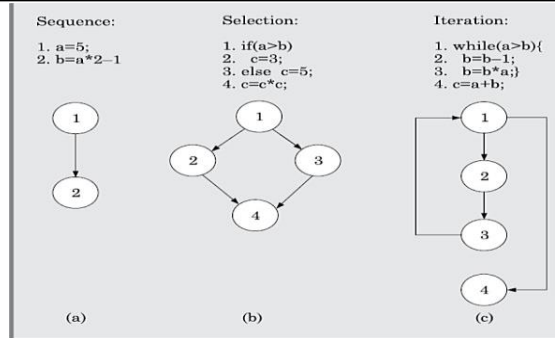 Sequence:
1. a=5;
2. b=a*2–1
1
2
(a)
Selection:
1. if(a>b)
2. c=3;
3. else c=5;
4. c=c*c;
1
2
3
4
(b)
Iteration:
1. while(a>b){
2. b=b–1;
3. b=b*a;}
4. c=a+b;
1
2
3
4
(c)